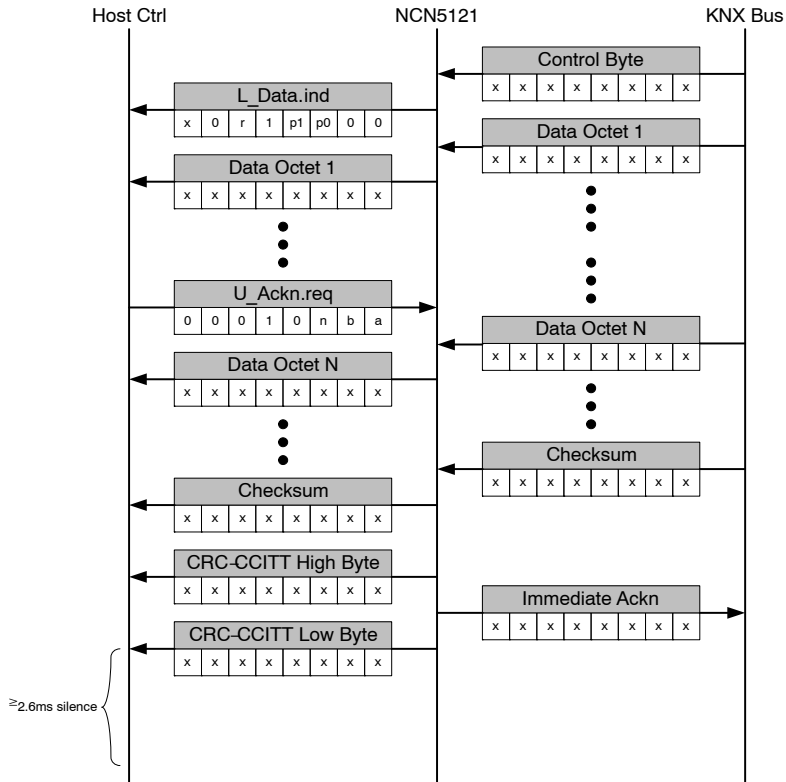 Host Ctrl NCN5121 KNX Bus
Control Byte
x x x x x x x x
L_Data.ind
x 0 r 1 p1 p0 0 0
Data Octet 1
x x x x x x x x
Data Octet 1
x x x x x x x x
U_Ackn.req
0 0 0 1 0 n b a
Data Octet N
x x x x x x x x
Data Octet N
x x x x x x x x
Checksum
x x x x x x x x
Checksum
x x x x x x x x
CRC-CCITT High Byte
x x x x x x x x
Immediate Ackn
x x x x x x x x
CRC-CCITT Low Byte
x x x x x x x x
≥2.6ms silence